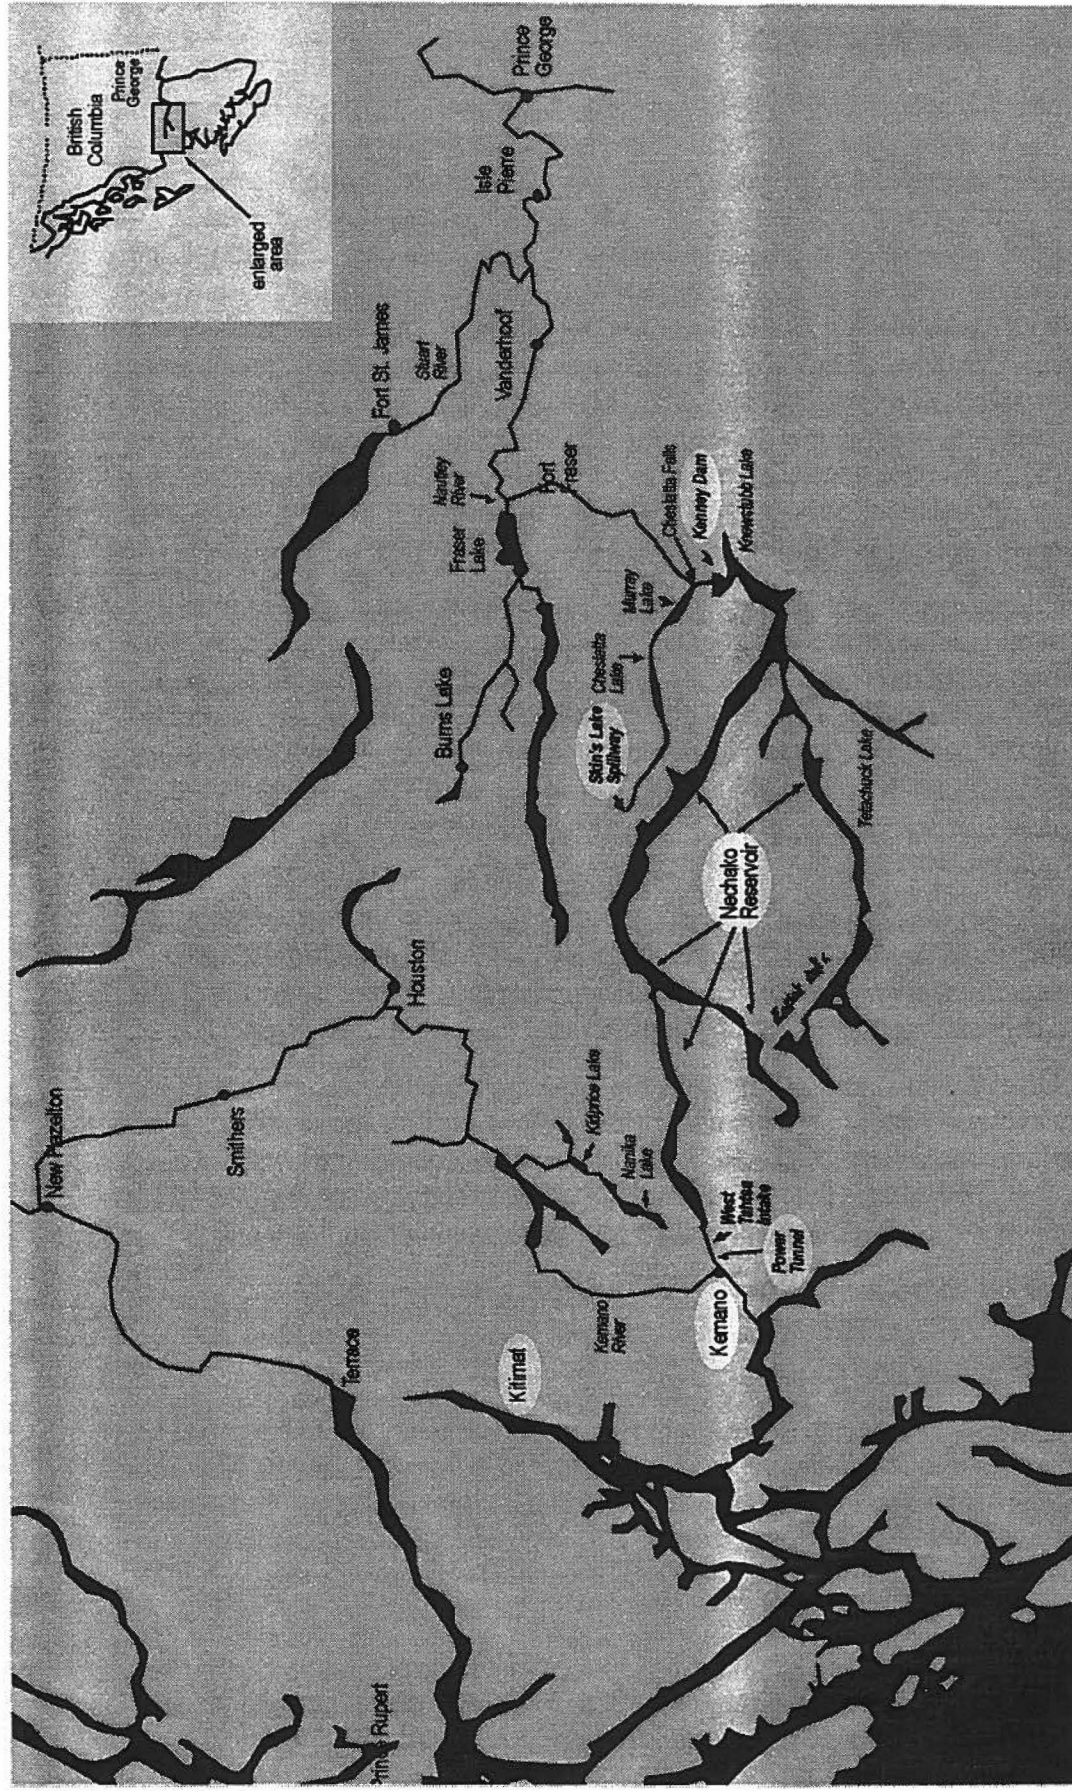 British
Columbia
Prince
George
enlarged
area
Prince
George
Isle
Pierre
Vanderhoof
Stuart
River
Fort St. James
Nautley
River
Fraser
Lake
Fort
Fraser
Cheslatta Falls
Kenney Dam
Knewstubb Lake
Murray
Lake
Cheslatta
Lake
Skin's Lake
Spillway
Burns Lake
Tetachuck Lake
Nechako
Reservoir
Houston
Smithers
New Hazelton
Kidprice Lake
Nanika
Lake
West
Tahtsa
Intake
Power
Tunnel
Kemano
Kemano
River
Kitimat
Terrace
Prince Rupert